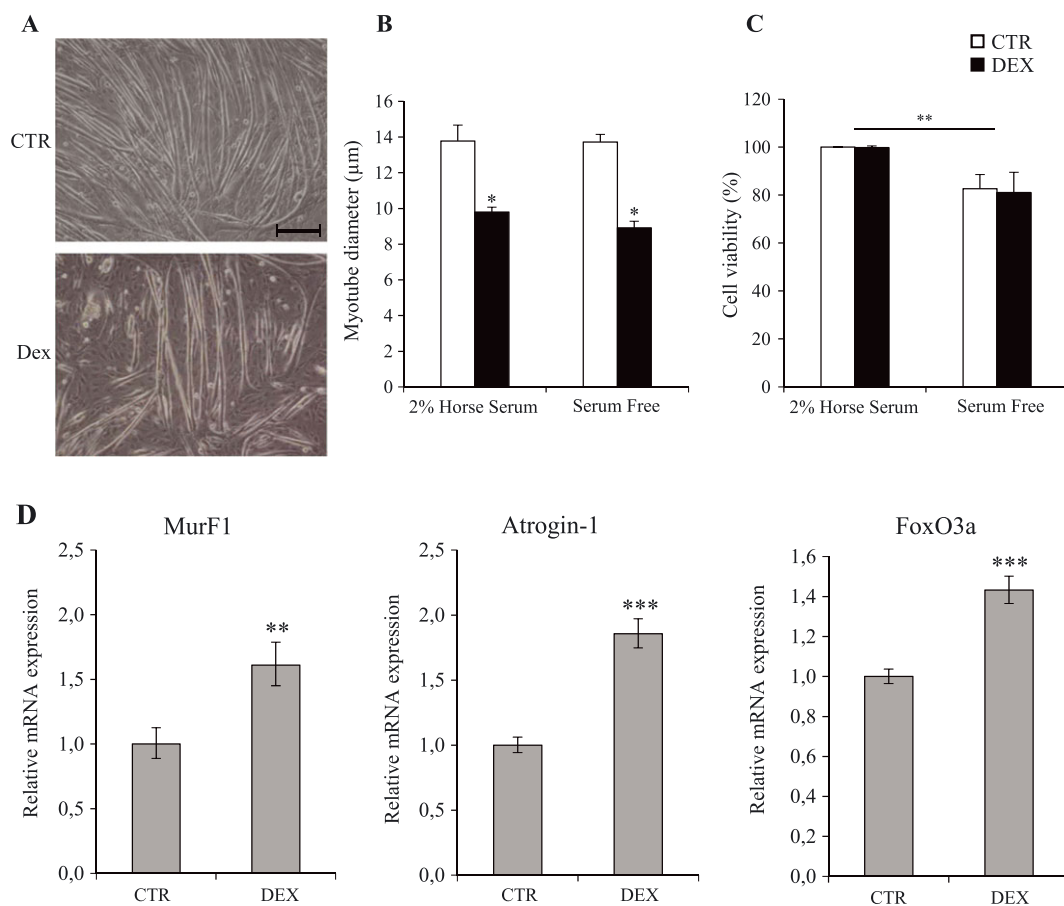 A
CTR
Dex
B
Myotube diameter (µm)
16
14
12
10
8
6
4
2
0
*
*
2% Horse Serum Serum Free
C
CTR
DEX
Cell viability (%)
120
100
80
60
40
20
0
**
2% Horse Serum Serum Free
D
MurF1
Relative mRNA expression
2,5
2,0
1,5
1,0
0,5
0,0
**
CTR DEX
Atrogin-1
Relative mRNA expression
2,5
2,0
1,5
1,0
0,5
0,0
***
CTR DEX
FoxO3a
Relative mRNA expression
1,6
1,4
1,2
1,0
0,8
0,6
0,4
0,2
0,0
***
CTR DEX